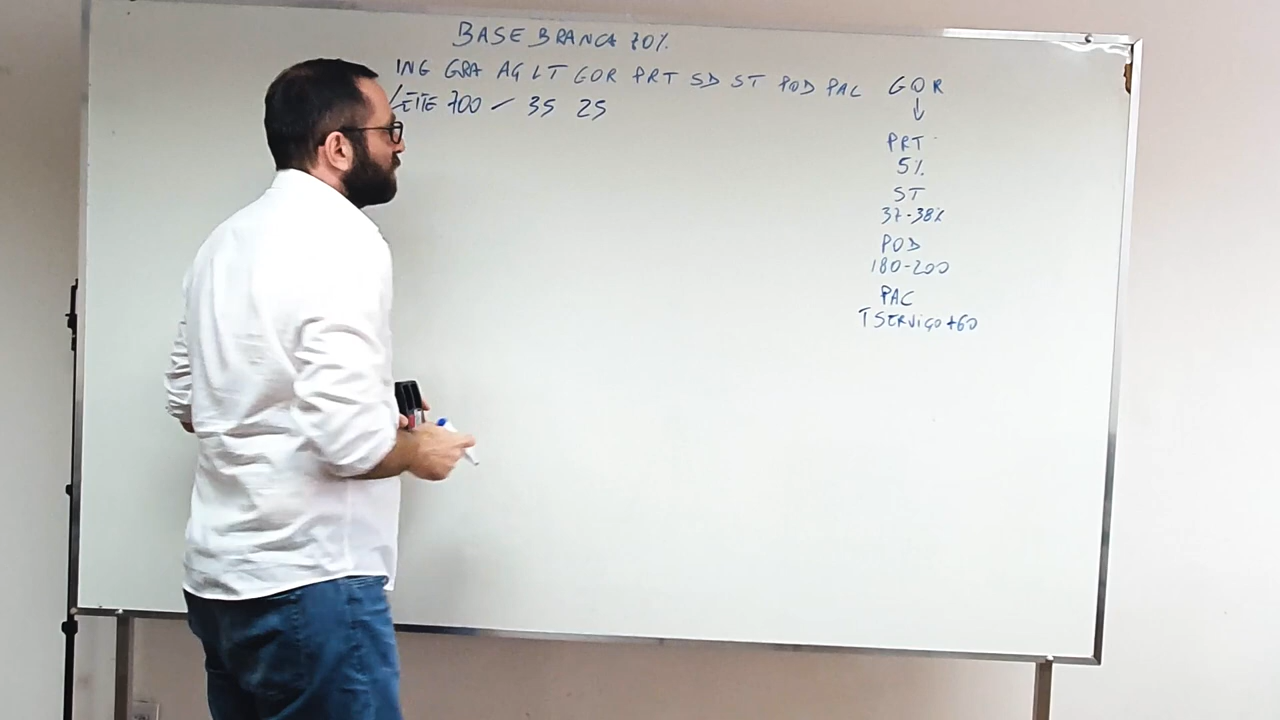 BASE BRANCA 70%
ING GRA AG LT GOR PRT SD ST POD PAC
LEITE 700 - 35 25
GOR
↓
PRT
5%
ST
37-38%
POD
180-200
PAC
T SERVIÇO +60